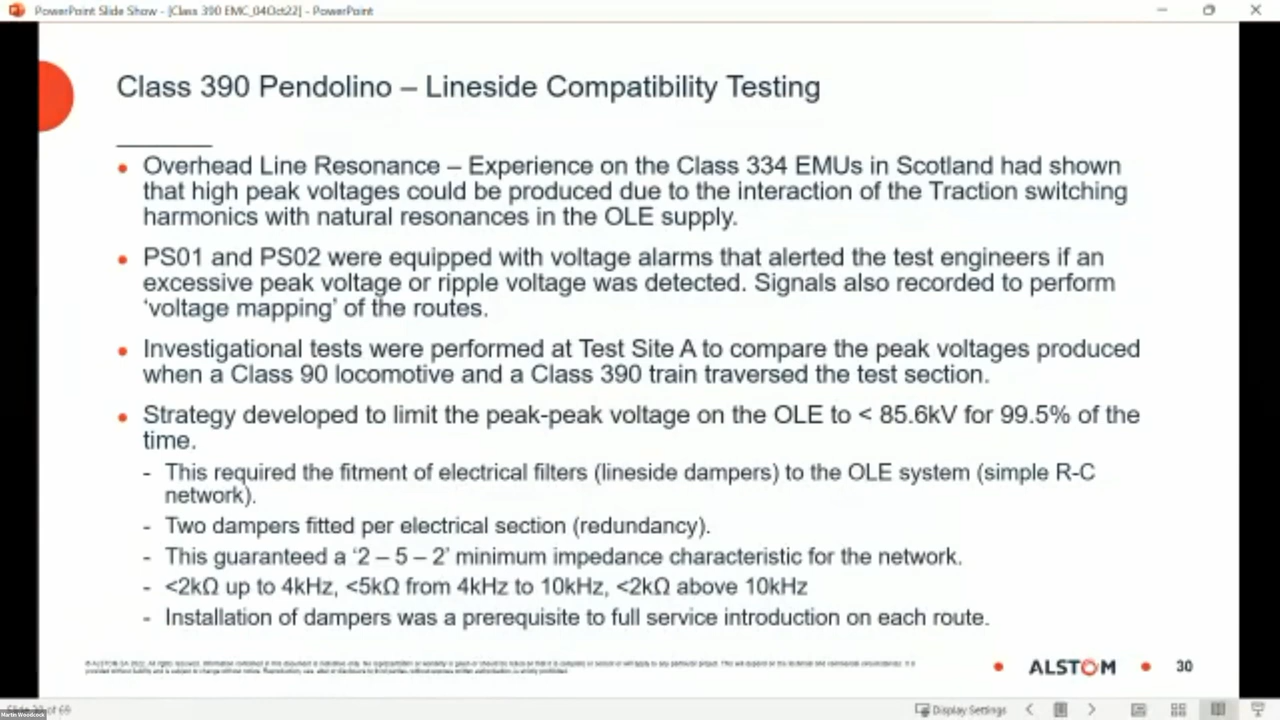 PowerPoint Slide Show - [Class 390 EMC_04Oct22] - PowerPoint
Class 390 Pendolino – Lineside Compatibility Testing
• Overhead Line Resonance – Experience on the Class 334 EMUs in Scotland had shown
that high peak voltages could be produced due to the interaction of the Traction switching
harmonics with natural resonances in the OLE supply.
• PS01 and PS02 were equipped with voltage alarms that alerted the test engineers if an
excessive peak voltage or ripple voltage was detected. Signals also recorded to perform
‘voltage mapping’ of the routes.
• Investigational tests were performed at Test Site A to compare the peak voltages produced
when a Class 90 locomotive and a Class 390 train traversed the test section.
• Strategy developed to limit the peak-peak voltage on the OLE to < 85.6kV for 99.5% of the
time.
- This required the fitment of electrical filters (lineside dampers) to the OLE system (simple R-C
network).
- Two dampers fitted per electrical section (redundancy).
- This guaranteed a ‘2 – 5 – 2’ minimum impedance characteristic for the network.
- <2kΩ up to 4kHz, <5kΩ from 4kHz to 10kHz, <2kΩ above 10kHz
- Installation of dampers was a prerequisite to full service introduction on each route.
ALSTOM
30
of 69
Martin Woodcock
Display Settings